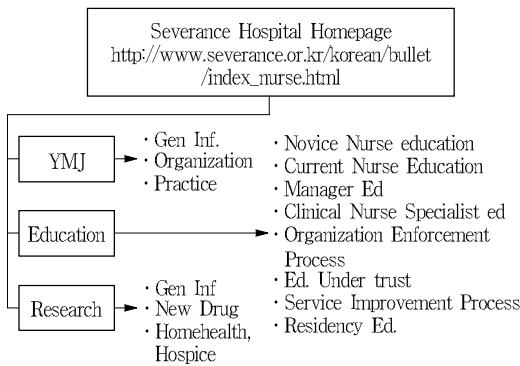 Severance Hospital Homepage
http://www.severance.or.kr/korean/bullet
/index_nurse.html
YMJ
· Gen Inf.
· Organization
· Practice
Education
· Novice Nurse education
· Current Nurse Education
· Manager Ed
· Clinical Nurse Specialist ed
· Organization Enforcement
Process
· Ed. Under trust
· Service Improvement Process
· Residency Ed.
Research
· Gen Inf
· New Drug
· Homehealth,
Hospice